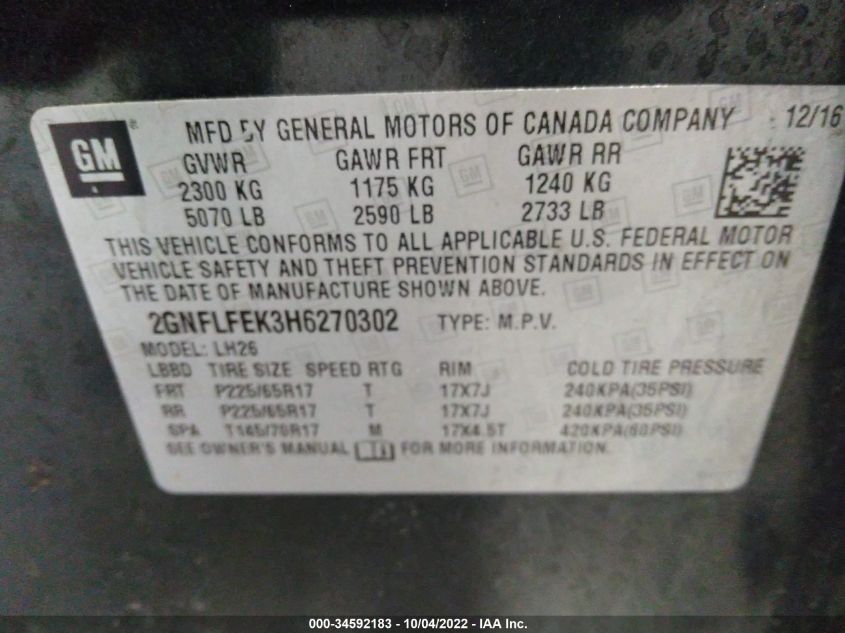 GM
MFD BY GENERAL MOTORS OF CANADA COMPANY 12/16
GVWR GAWR FRT GAWR RR
2300 KG 1175 KG 1240 KG
5070 LB 2590 LB 2733 LB
THIS VEHICLE CONFORMS TO ALL APPLICABLE U.S. FEDERAL MOTOR
VEHICLE SAFETY AND THEFT PREVENTION STANDARDS IN EFFECT ON
THE DATE OF MANUFACTURE SHOWN ABOVE.
2GNFLFEK3H6270302 TYPE: M.P.V.
MODEL: LH26
LBBD TIRE SIZE SPEED RTG RIM COLD TIRE PRESSURE
FRT P225/65R17 T 17X7J 240KPA(35PSI)
RR P225/65R17 T 17X7J 240KPA(35PSI)
SPA T145/70R17 M 17X4.5T 420KPA(60PSI)
SEE OWNER'S MANUAL FOR MORE INFORMATION.
000-34592183 - 10/04/2022 - IAA Inc.